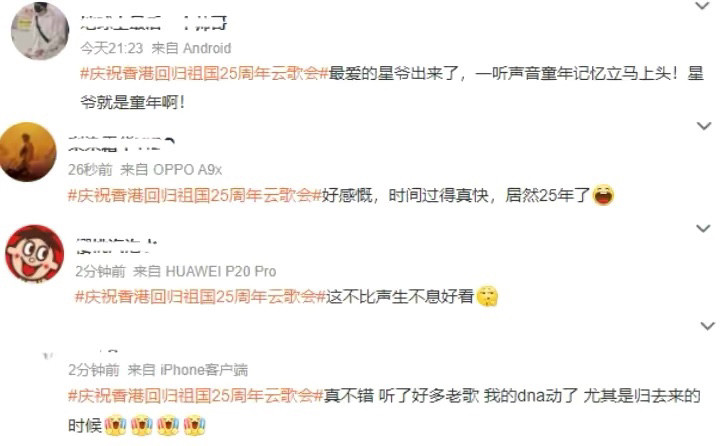 今天21:23 来自 Android
#庆祝香港回归祖国25周年云歌会#最爱的星爷出来了，一听声音童年记忆立马上头！星
爷就是童年啊！
26秒前 来自 OPPO A9x
#庆祝香港回归祖国25周年云歌会#好感慨，时间过得真快，居然25年了
2分钟前 来自 HUAWEI P20 Pro
#庆祝香港回归祖国25周年云歌会#这不比声生不息好看
2分钟前 来自 iPhone客户端
#庆祝香港回归祖国25周年云歌会#真不错 听了好多老歌 我的dna动了 尤其是归去来的
时候